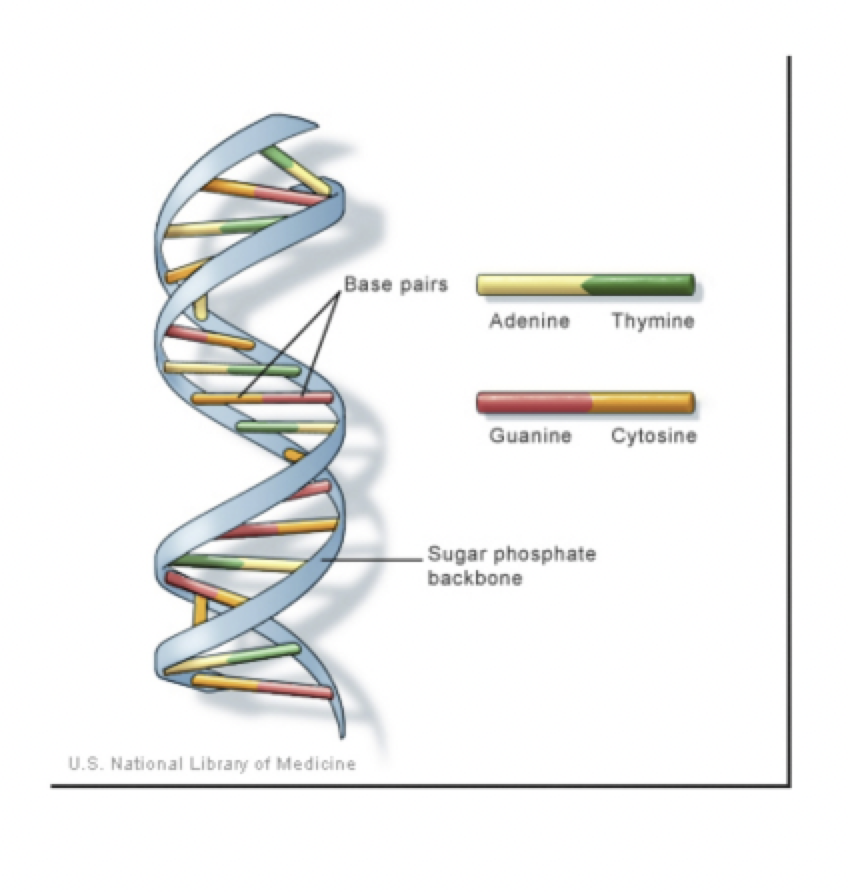 Base pairs
Adenine Thymine
Guanine Cytosine
Sugar phosphate
backbone
U.S. National Library of Medicine